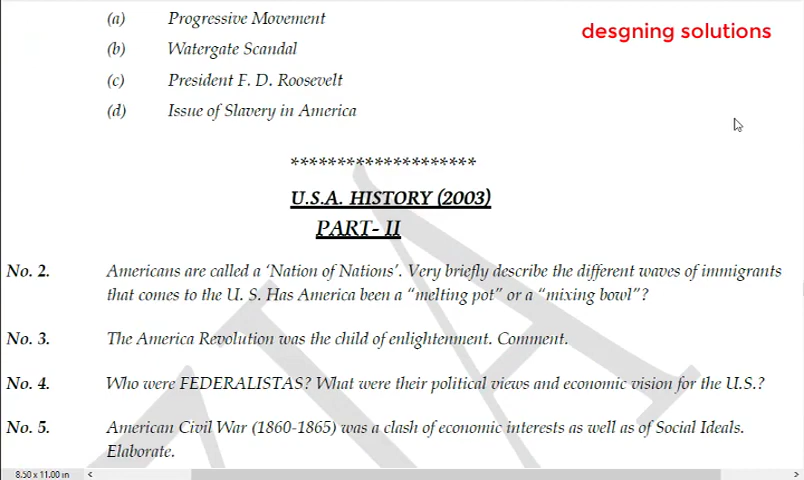 (a) Progressive Movement
desgning solutions
(b) Watergate Scandal
(c) President F. D. Roosevelt
(d) Issue of Slavery in America
********************
U.S.A. HISTORY (2003)
PART- II
No. 2. Americans are called a ‘Nation of Nations’. Very briefly describe the different waves of immigrants
that comes to the U. S. Has America been a “melting pot” or a “mixing bowl”?
No. 3. The America Revolution was the child of enlightenment. Comment.
No. 4. Who were FEDERALISTAS? What were their political views and economic vision for the U.S.?
No. 5. American Civil War (1860-1865) was a clash of economic interests as well as of Social Ideals.
Elaborate.
8.50 x 11.00 in